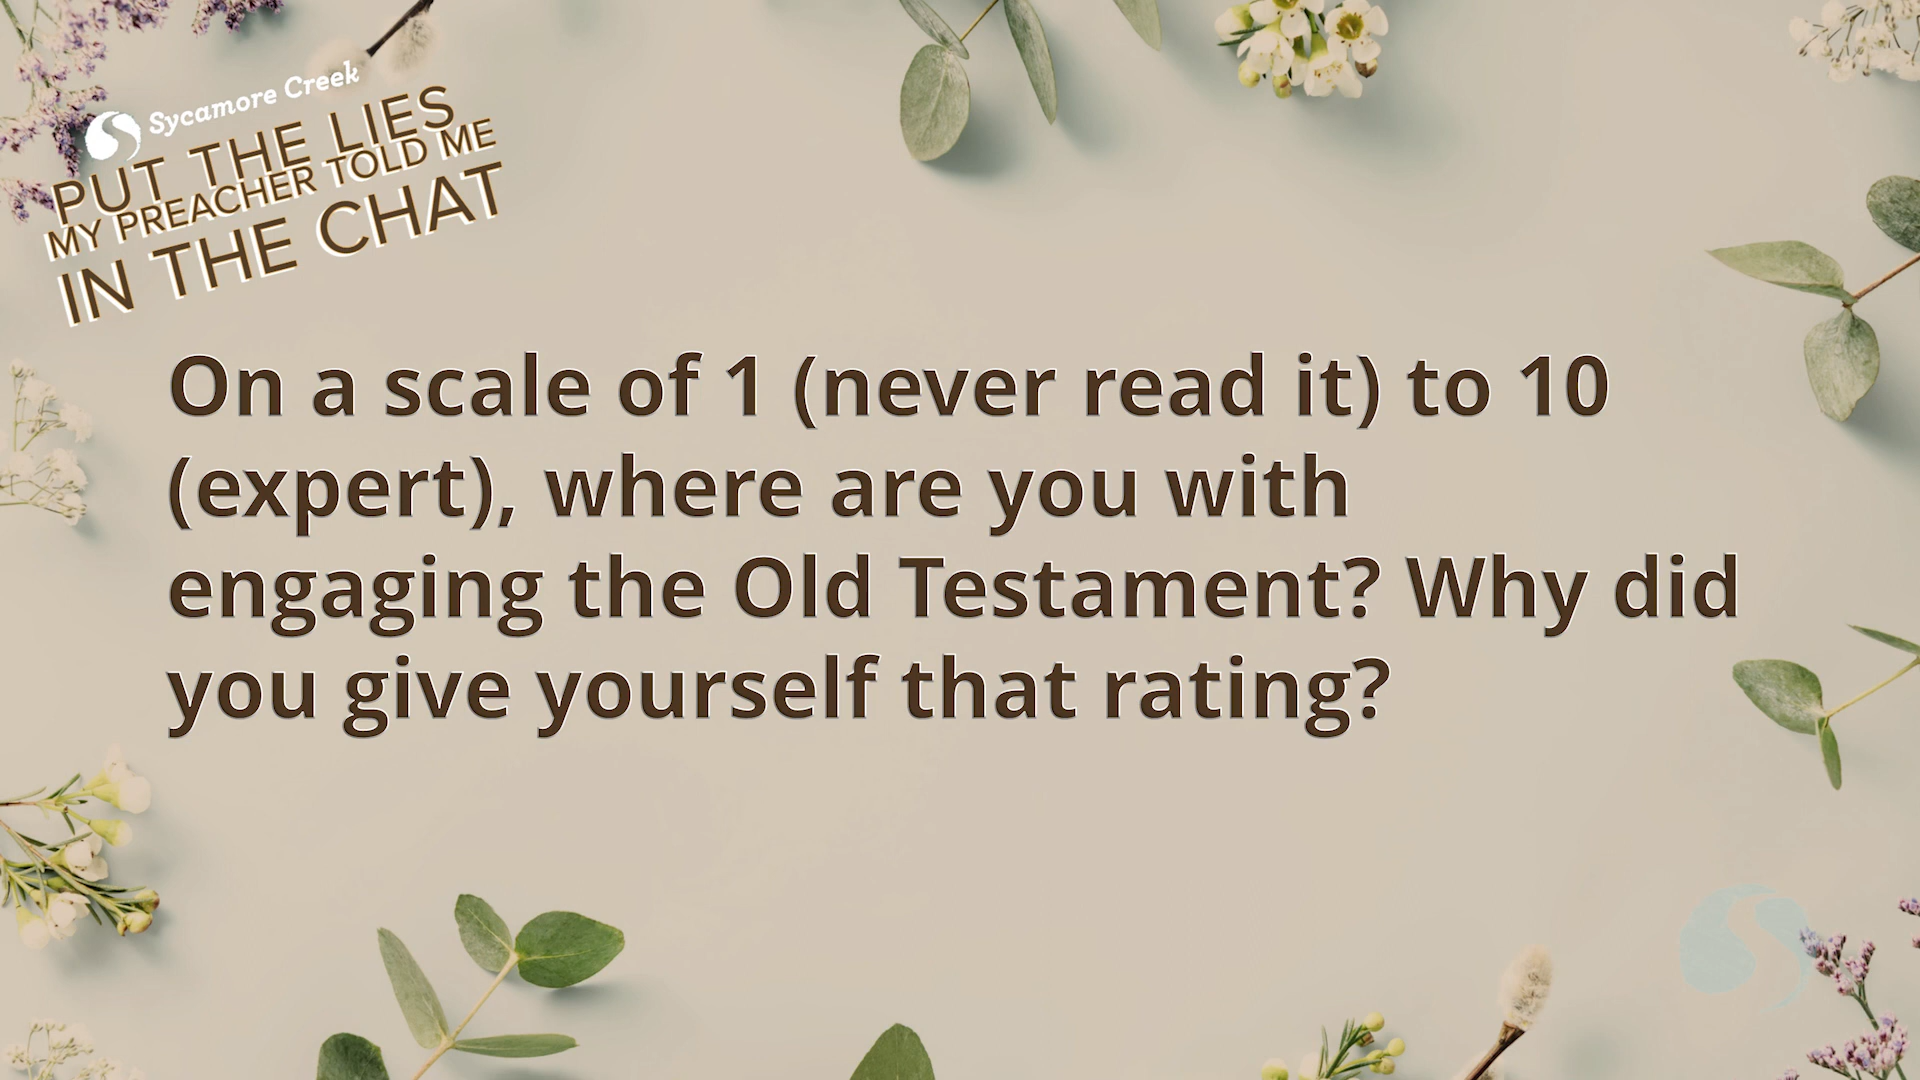 Sycamore Creek
PUT THE LIES
MY PREACHER TOLD ME
IN THE CHAT
On a scale of 1 (never read it) to 10
(expert), where are you with
engaging the Old Testament? Why did
you give yourself that rating?